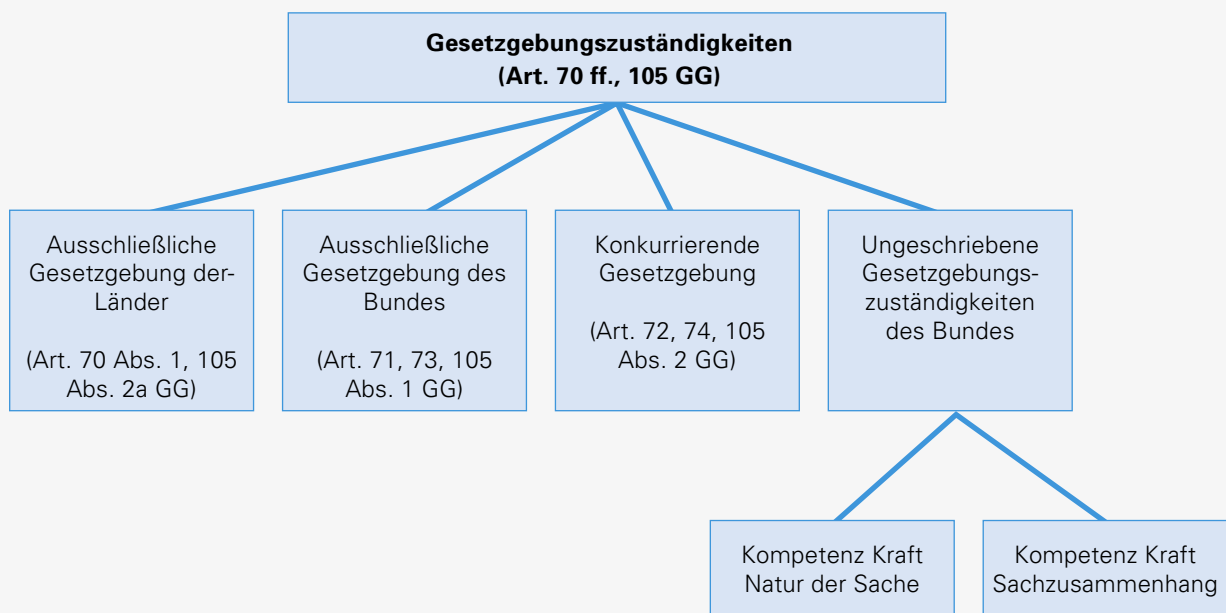 Gesetzgebungszuständigkeiten
(Art. 70 ff., 105 GG)
Ausschließliche
Gesetzgebung der-
Länder
(Art. 70 Abs. 1, 105
Abs. 2a GG)
Ausschließliche
Gesetzgebung des
Bundes
(Art. 71, 73, 105
Abs. 1 GG)
Konkurrierende
Gesetzgebung
(Art. 72, 74, 105
Abs. 2 GG)
Ungeschriebene
Gesetzgebungs-
zuständigkeiten
des Bundes
Kompetenz Kraft
Natur der Sache
Kompetenz Kraft
Sachzusammenhang